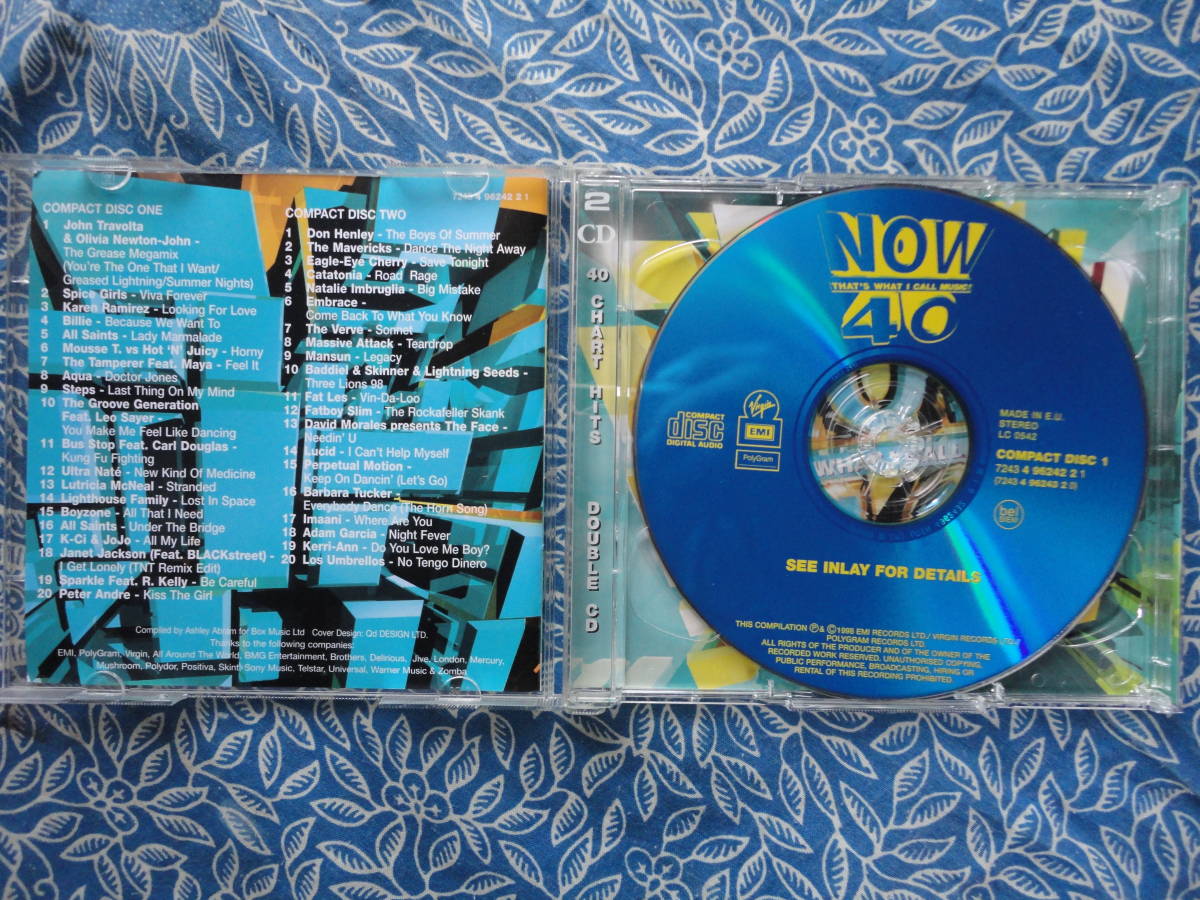 7243 4 96242 2 1
COMPACT DISC ONE
1 John Travolta
& Olivia Newton-John -
The Grease Megamix
(You're The One That I Want/
Greased Lightning/Summer Nights)
2 Spice Girls - Viva Forever
3 Karen Ramirez - Looking For Love
4 Billie - Because We Want To
5 All Saints - Lady Marmalade
6 Mousse T. vs Hot 'N' Juicy - Horny
7 The Tamperer Feat. Maya - Feel It
8 Aqua - Doctor Jones
9 Steps - Last Thing On My Mind
10 The Groove Generation
Feat. Leo Sayer -
You Make Me Feel Like Dancing
11 Bus Stop Feat. Carl Douglas -
Kung Fu Fighting
12 Ultra Naté - New Kind Of Medicine
13 Lutricia McNeal - Stranded
14 Lighthouse Family - Lost In Space
15 Boyzone - All That I Need
16 All Saints - Under The Bridge
17 K-Ci & JoJo - All My Life
18 Janet Jackson (Feat. BLACKstreet) -
I Get Lonely (TNT Remix Edit)
19 Sparkle Feat. R. Kelly - Be Careful
20 Peter Andre - Kiss The Girl
COMPACT DISC TWO
1 Don Henley - The Boys Of Summer
2 The Mavericks - Dance The Night Away
3 Eagle-Eye Cherry - Save Tonight
4 Catatonia - Road Rage
5 Natalie Imbruglia - Big Mistake
6 Embrace -
Come Back To What You Know
7 The Verve - Sonnet
8 Massive Attack - Teardrop
9 Mansun - Legacy
10 Baddiel & Skinner & Lightning Seeds -
Three Lions 98
11 Fat Les - Vin-Da-Loo
12 Fatboy Slim - The Rockafeller Skank
13 David Morales presents The Face -
Needin' U
14 Lucid - I Can't Help Myself
15 Perpetual Motion -
Keep On Dancin' (Let's Go)
16 Barbara Tucker -
Everybody Dance (The Horn Song)
17 Imaani - Where Are You
18 Adam Garcia - Night Fever
19 Kerri-Ann - Do You Love Me Boy?
20 Los Umbrellos - No Tengo Dinero
Compiled by Ashley Abram for Box Music Ltd Cover Design: Qd DESIGN LTD.
Thanks to the following companies:
EMI, PolyGram, Virgin, All Around The World, BMG Entertainment, Brothers, Delirious, Jive, London, Mercury,
Mushroom, Polydor, Positiva, Skint, Sony Music, Telstar, Universal, Warner Music & Zomba
2 CD 40 CHART HITS DOUBLE CD
NOW
THAT'S WHAT I CALL MUSIC!
40
COMPACT
disc
DIGITAL AUDIO
Virgin
EMI
PolyGram
MADE IN E.U.
STEREO
LC 0542
COMPACT DISC 1
7243 4 96242 2 1
(7243 4 96243 2 0)
bel
BIEM
SEE INLAY FOR DETAILS
THIS COMPILATION ℗ & © 1998 EMI RECORDS LTD./ VIRGIN RECORDS LTD./
POLYGRAM RECORDS LTD.
ALL RIGHTS OF THE PRODUCER AND OF THE OWNER OF THE
RECORDED WORK RESERVED. UNAUTHORISED COPYING,
PUBLIC PERFORMANCE, BROADCASTING, HIRING OR
RENTAL OF THIS RECORDING PROHIBITED.